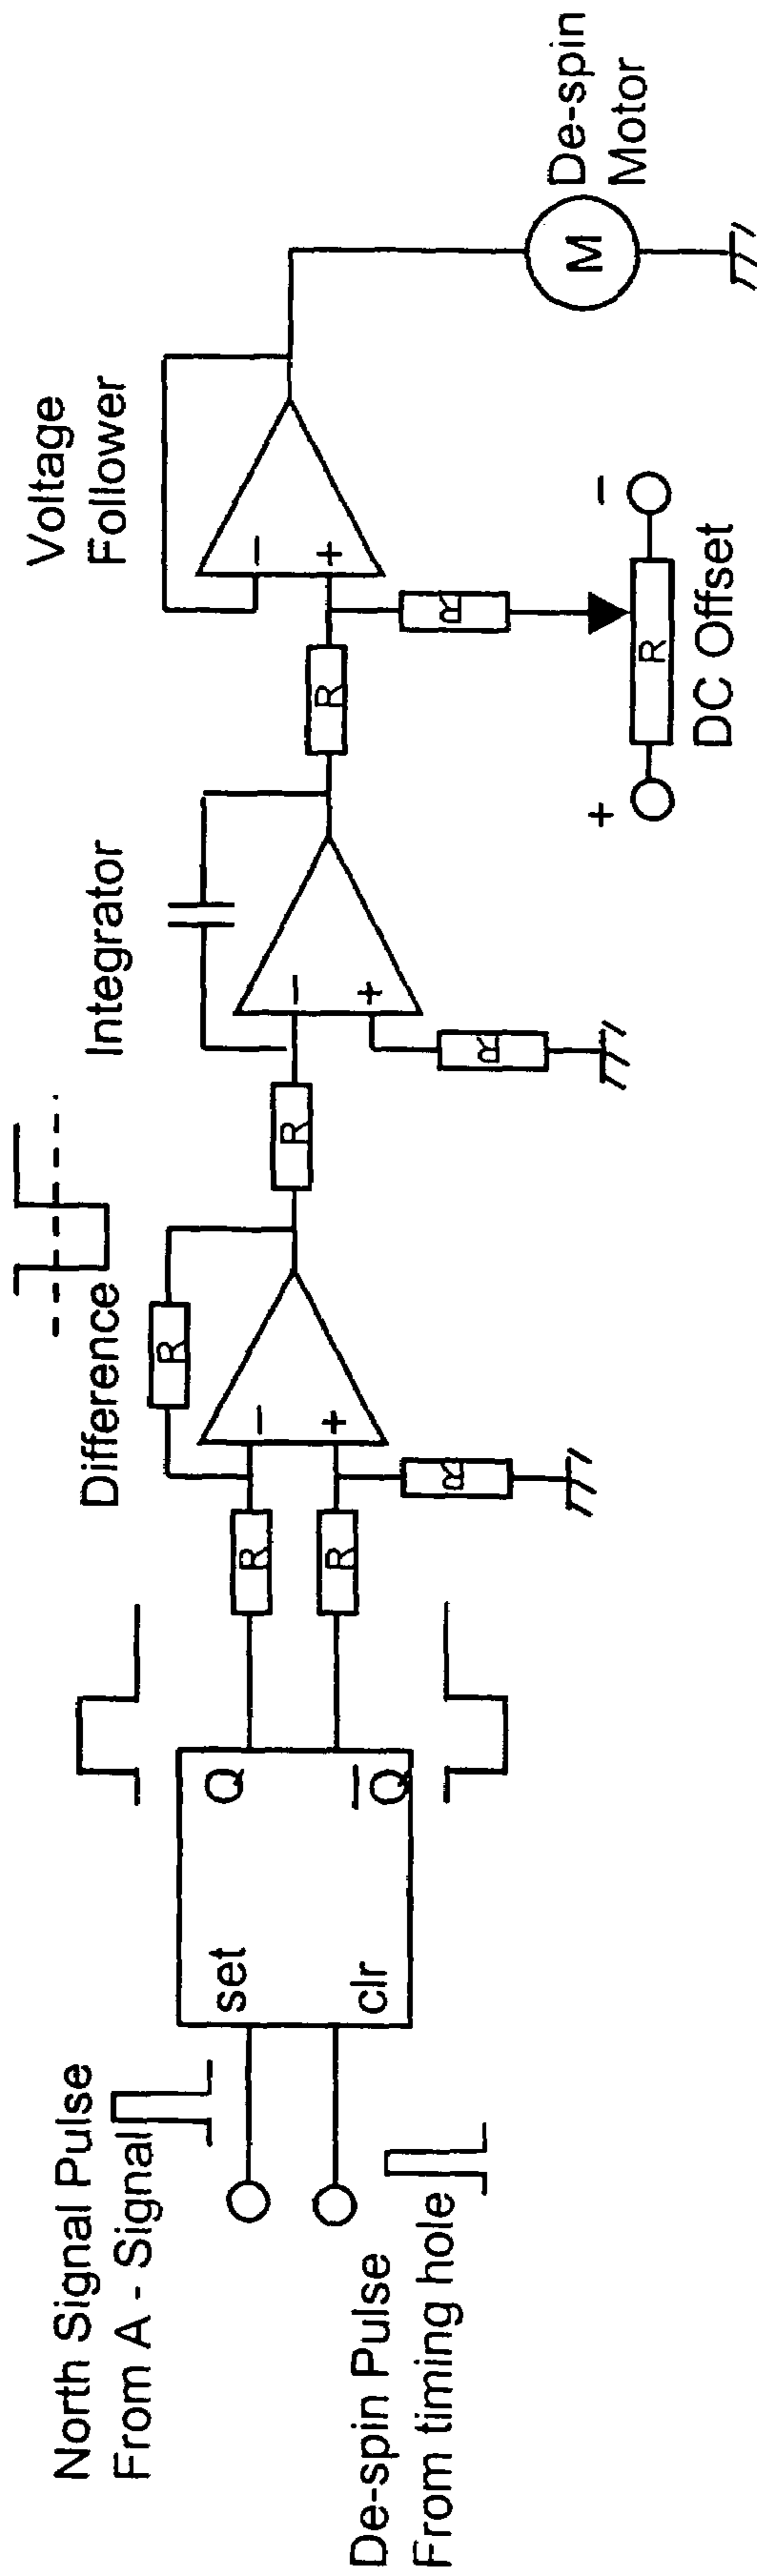 North Signal Pulse
From A - Signal
De-spin Pulse
From timing hole
set
clr
Q
Q
R
R
Difference
R
−
+
R
R
Integrator
−
+
R
R
Voltage
Follower
−
+
R
+
−
R
DC Offset
M
De-spin
Motor